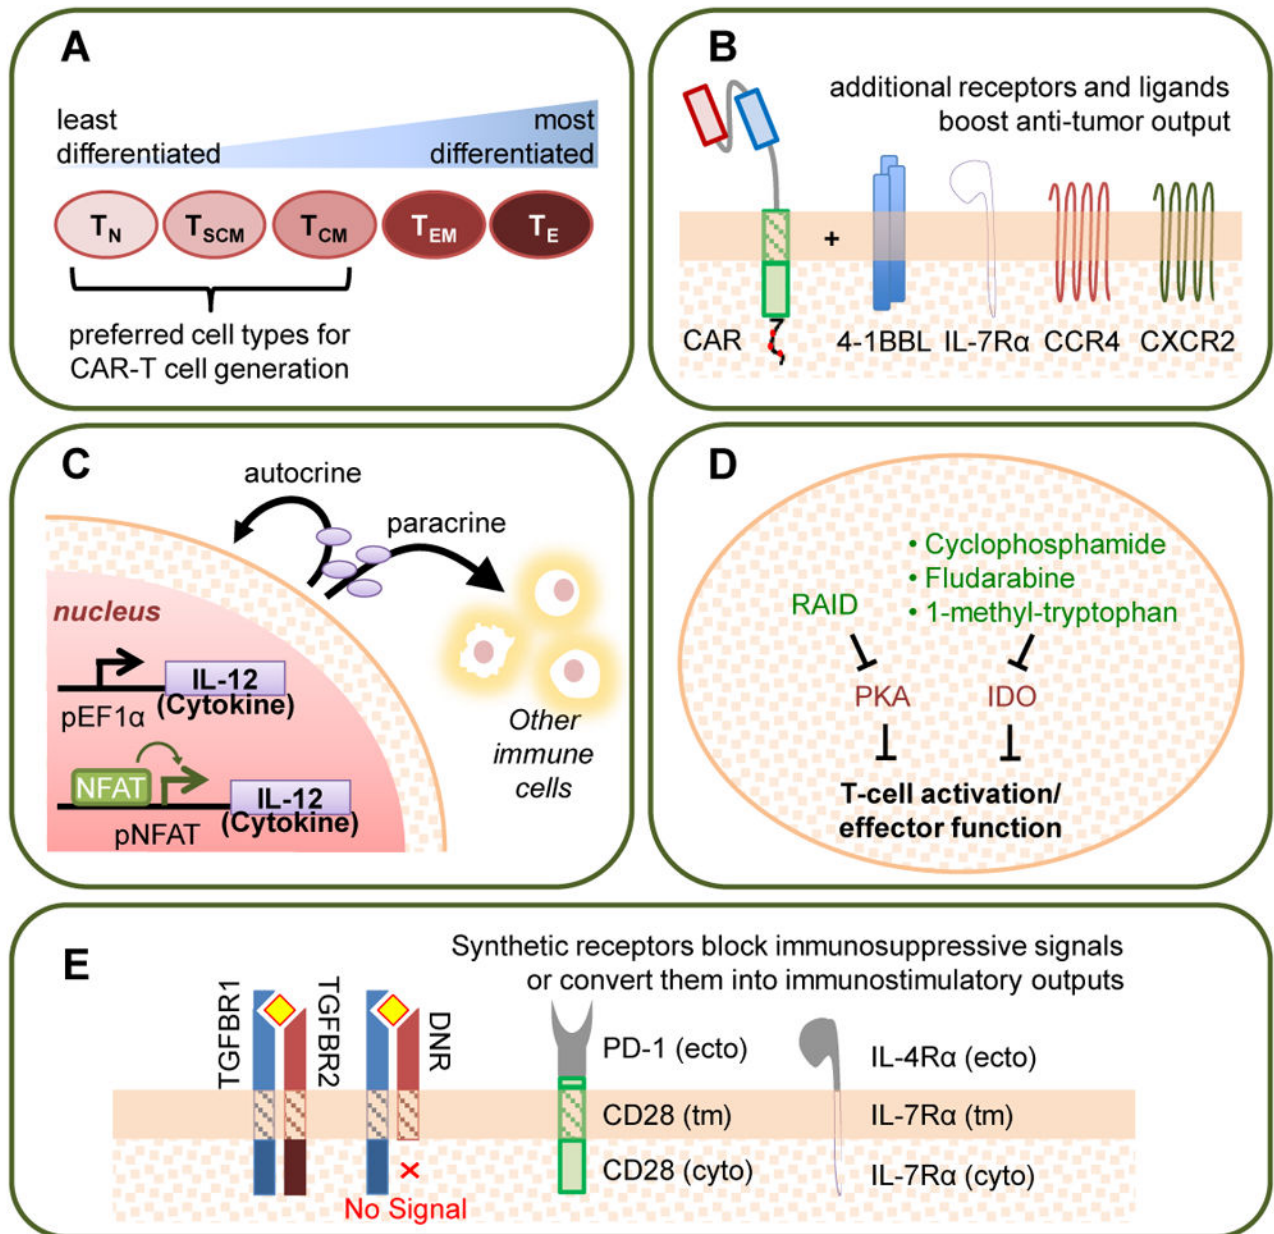 A
least
differentiated
most
differentiated
TN
TSCM
TCM
TEM
TE
preferred cell types for
CAR-T cell generation
B
additional receptors and ligands
boost anti-tumor output
+
CAR
4-1BBL
IL-7Rα
CCR4
CXCR2
C
autocrine
paracrine
nucleus
IL-12
(Cytokine)
pEF1α
NFAT
IL-12
(Cytokine)
pNFAT
Other
immune
cells
D
• Cyclophosphamide
• Fludarabine
• 1-methyl-tryptophan
RAID
PKA
IDO
T-cell activation/
effector function
E
Synthetic receptors block immunosuppressive signals
or convert them into immunostimulatory outputs
TGFBR1
TGFBR2
DNR
No Signal
PD-1 (ecto)
CD28 (tm)
CD28 (cyto)
IL-4Rα (ecto)
IL-7Rα (tm)
IL-7Rα (cyto)